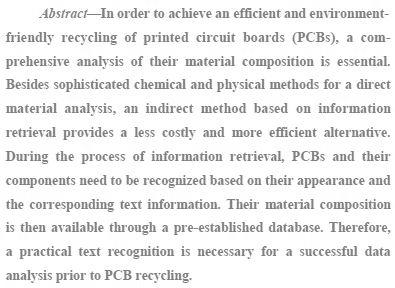 Abstract—In order to achieve an efficient and environment-
friendly recycling of printed circuit boards (PCBs), a com-
prehensive analysis of their material composition is essential.
Besides sophisticated chemical and physical methods for a direct
material analysis, an indirect method based on information
retrieval provides a less costly and more efficient alternative.
During the process of information retrieval, PCBs and their
components need to be recognized based on their appearance and
the corresponding text information. Their material composition
is then available through a pre-established database. Therefore,
a practical text recognition is necessary for a successful data
analysis prior to PCB recycling.